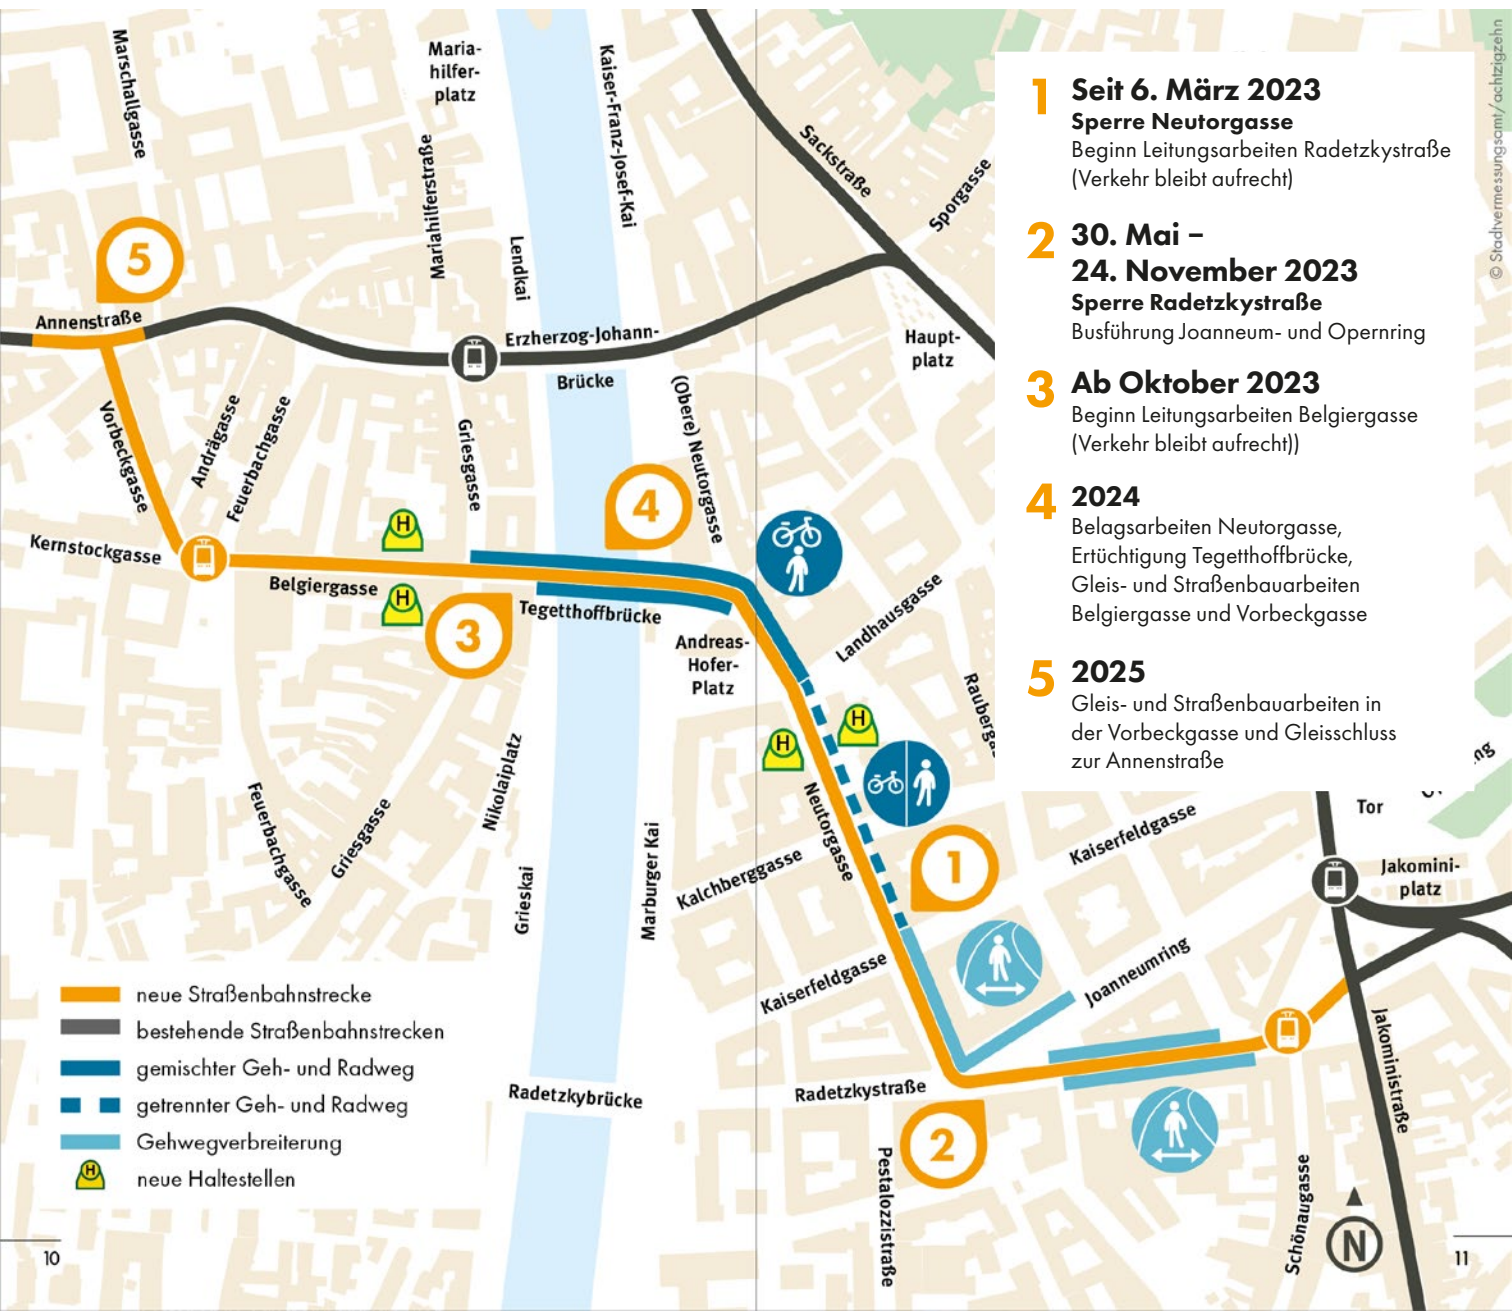 Marschallgasse
Maria-
hilfer-
platz
Mariahilferstraße
Lendkai
Kaiser-Franz-Josef-Kai
Sackstraße
Sporgasse
© Stadtvermessungsamt/achtzigzehn
1 Seit 6. März 2023
Sperre Neutorgasse
Beginn Leitungsarbeiten Radetzkystraße
(Verkehr bleibt aufrecht)
2 30. Mai –
24. November 2023
Sperre Radetzkystraße
Busführung Joanneum- und Opernring
3 Ab Oktober 2023
Beginn Leitungsarbeiten Belgiergasse
(Verkehr bleibt aufrecht))
4 2024
Belagsarbeiten Neutorgasse,
Ertüchtigung Tegetthoffbrücke,
Gleis- und Straßenbauarbeiten
Belgiergasse und Vorbeckgasse
5 2025
Gleis- und Straßenbauarbeiten in
der Vorbeckgasse und Gleisschluss
zur Annenstraße
5
Annenstraße
Erzherzog-Johann-
Brücke
Haupt-
platz
Vorbeckgasse
Andrägasse
Feuerbachgasse
Griesgasse
(Obere) Neutorgasse
4
H
Kernstockgasse
Belgiergasse
H
3
Tegetthoffbrücke
Andreas-
Hofer-
Platz
Landhausgasse
Rauberga
H
H
Neutorgasse
1
Nikolaiplatz
Feuerbachgasse
Griesgasse
Grieskai
Marburger Kai
Kalchberggasse
Kaiserfeldgasse
Tor
ng
Jakomini-
platz
Kaiserfeldgasse
Joanneumring
Jakoministraße
Radetzkybrücke
Radetzkystraße
2
Pestalozzistraße
Schönaugasse
N
neue Straßenbahnstrecke
bestehende Straßenbahnstrecken
gemischter Geh- und Radweg
getrennter Geh- und Radweg
Gehwegverbreiterung
H neue Haltestellen
10
11